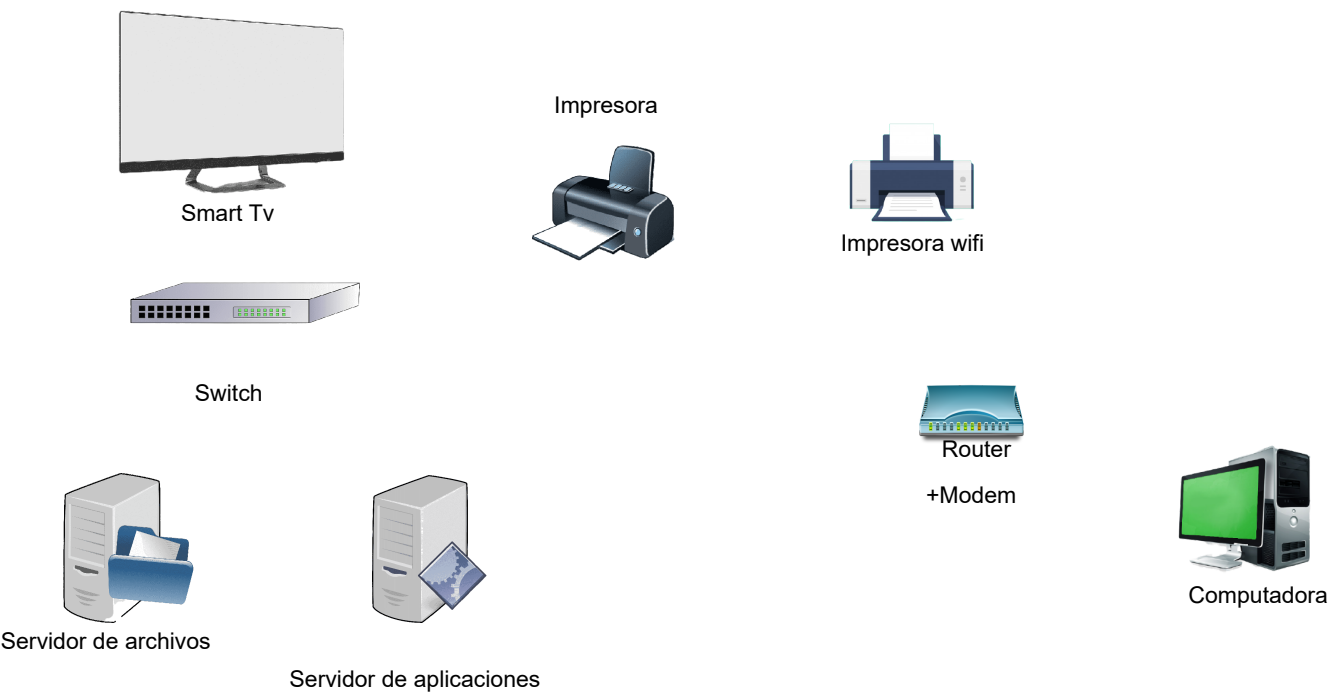 Impresora
Smart Tv
Impresora wifi
Switch
Router
+Modem
Computadora
Servidor de archivos
Servidor de aplicaciones